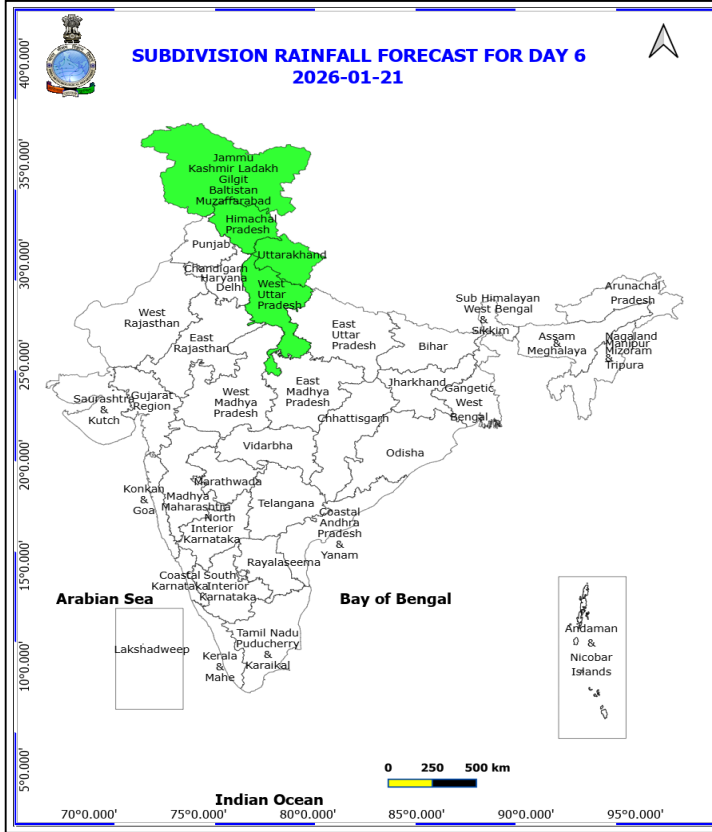 SUBDIVISION RAINFALL FORECAST FOR DAY 6
2026-01-21
40°0.000'
35°0.000'
30°0.000'
25°0.000'
20°0.000'
15°0.000'
10°0.000'
5°0.000'
Jammu
Kashmir Ladakh
Gilgit
Baltistan
Muzaffarabad
Himachal
Pradesh
Punjab
Uttarakhand
Chandigarh
Haryana
Delhi
West
Uttar
Pradesh
West
Rajasthan
East
Rajasthan
East
Uttar
Pradesh
Bihar
Sub Himalayan
West Bengal
&
Sikkim
Arunachal
Pradesh
Assam
&
Meghalaya
Nagaland
Manipur
Mizoram
&
Tripura
Saurashtra
&
Kutch
Gujarat
Region
West
Madhya
Pradesh
East
Madhya
Pradesh
Jharkhand
Gangetic
West
Bengal
Chhattisgarh
Odisha
Vidarbha
Konkan
&
Goa
Madhya
Maharashtra
Marathwada
Telangana
North
Interior
Karnataka
Coastal
Andhra
Pradesh
&
Yanam
Rayalaseema
Coastal
Karnataka
South
Interior
Karnataka
Arabian Sea
Bay of Bengal
Lakshadweep
Kerala
&
Mahe
Tamil Nadu
Puducherry
&
Karaikal
Andaman
&
Nicobar
Islands
0 250 500 km
Indian Ocean
70°0.000' 75°0.000' 80°0.000' 85°0.000' 90°0.000' 95°0.000'